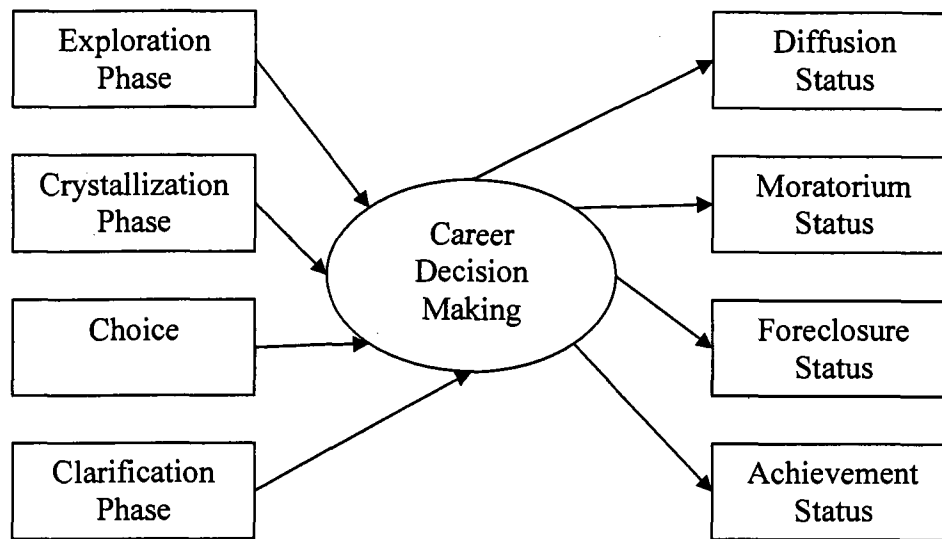 Exploration
Phase
Crystallization
Phase
Choice
Clarification
Phase
Career
Decision
Making
Diffusion
Status
Moratorium
Status
Foreclosure
Status
Achievement
Status